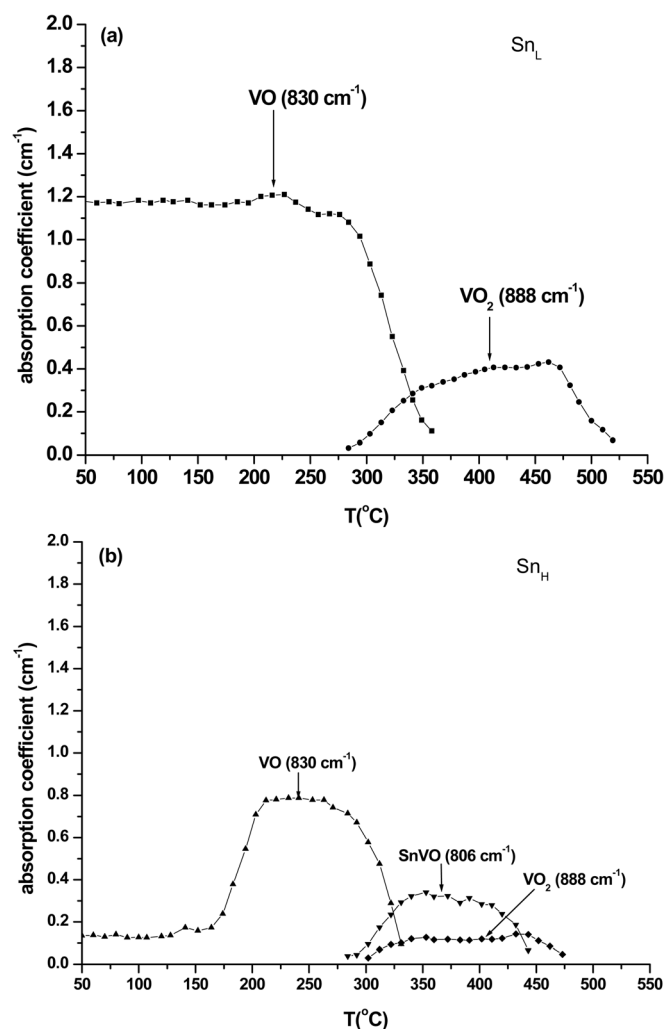 (a)
Sn_L
VO (830 cm⁻¹)
VO₂ (888 cm⁻¹)
absorption coefficient (cm⁻¹)
2.0
1.8
1.6
1.4
1.2
1.0
0.8
0.6
0.4
0.2
0.0
50 100 150 200 250 300 350 400 450 500 550
T(°C)
(b)
Sn_H
VO (830 cm⁻¹)
SnVO (806 cm⁻¹)
VO₂ (888 cm⁻¹)
absorption coefficient (cm⁻¹)
2.0
1.8
1.6
1.4
1.2
1.0
0.8
0.6
0.4
0.2
0.0
50 100 150 200 250 300 350 400 450 500 550
T(°C)